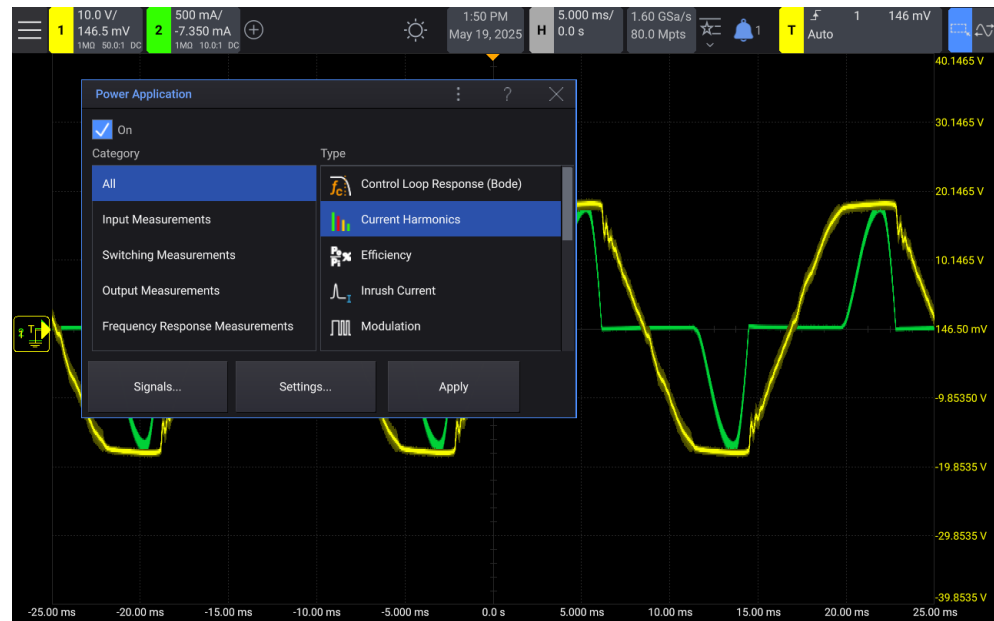 10.0 V/
1
146.5 mV
1MΩ 50.0:1 DC
500 mA/
2
-7.350 mA
1MΩ 10.0:1 DC
1:50 PM
May 19, 2025
H
5.000 ms/
0.0 s
1.60 GSa/s
80.0 Mpts
1
T
1
146 mV
Auto
40.1465 V
Power Application
?
On
Category
Type
30.1465 V
All
Control Loop Response (Bode)
20.1465 V
Input Measurements
Current Harmonics
Switching Measurements
Efficiency
10.1465 V
Output Measurements
Inrush Current
Frequency Response Measurements
Modulation
T
146.50 mV
Signals...
Settings...
Apply
-9.85350 V
-19.8535 V
-29.8535 V
-39.8535 V
-25.00 ms
-20.00 ms
-15.00 ms
-10.00 ms
-5.000 ms
0.0 s
5.000 ms
10.00 ms
15.00 ms
20.00 ms
25.00 ms